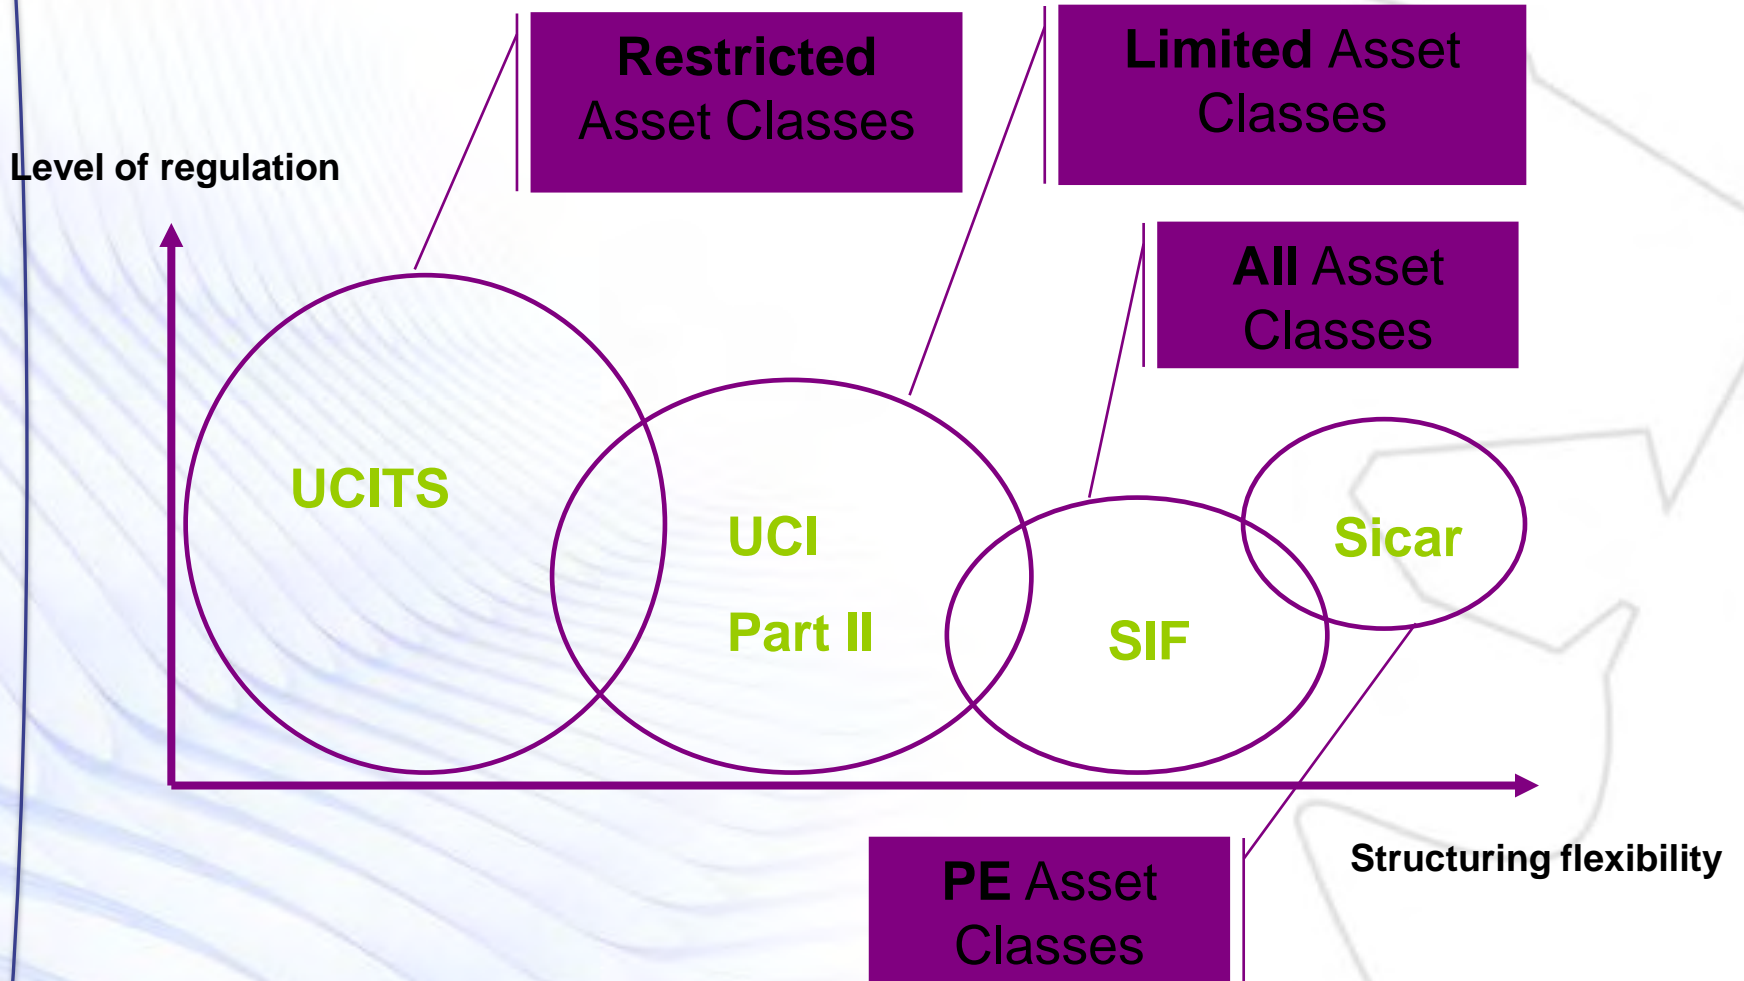 Restricted
Asset Classes
Limited Asset
Classes
Level of regulation
All Asset
Classes
UCITS
UCI
Part II
SIF
Sicar
Structuring flexibility
PE Asset
Classes